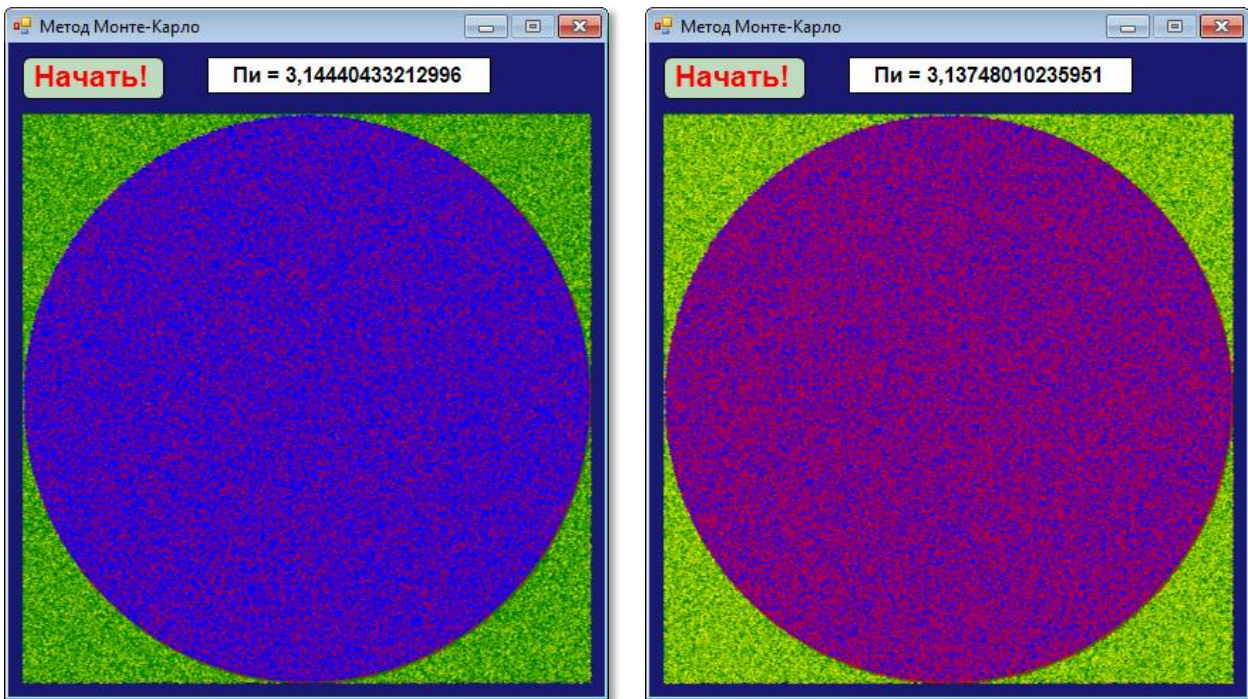 Метод Монте-Карло
Начать!
Пи = 3,14440433212996
Метод Монте-Карло
Начать!
Пи = 3,13748010235951